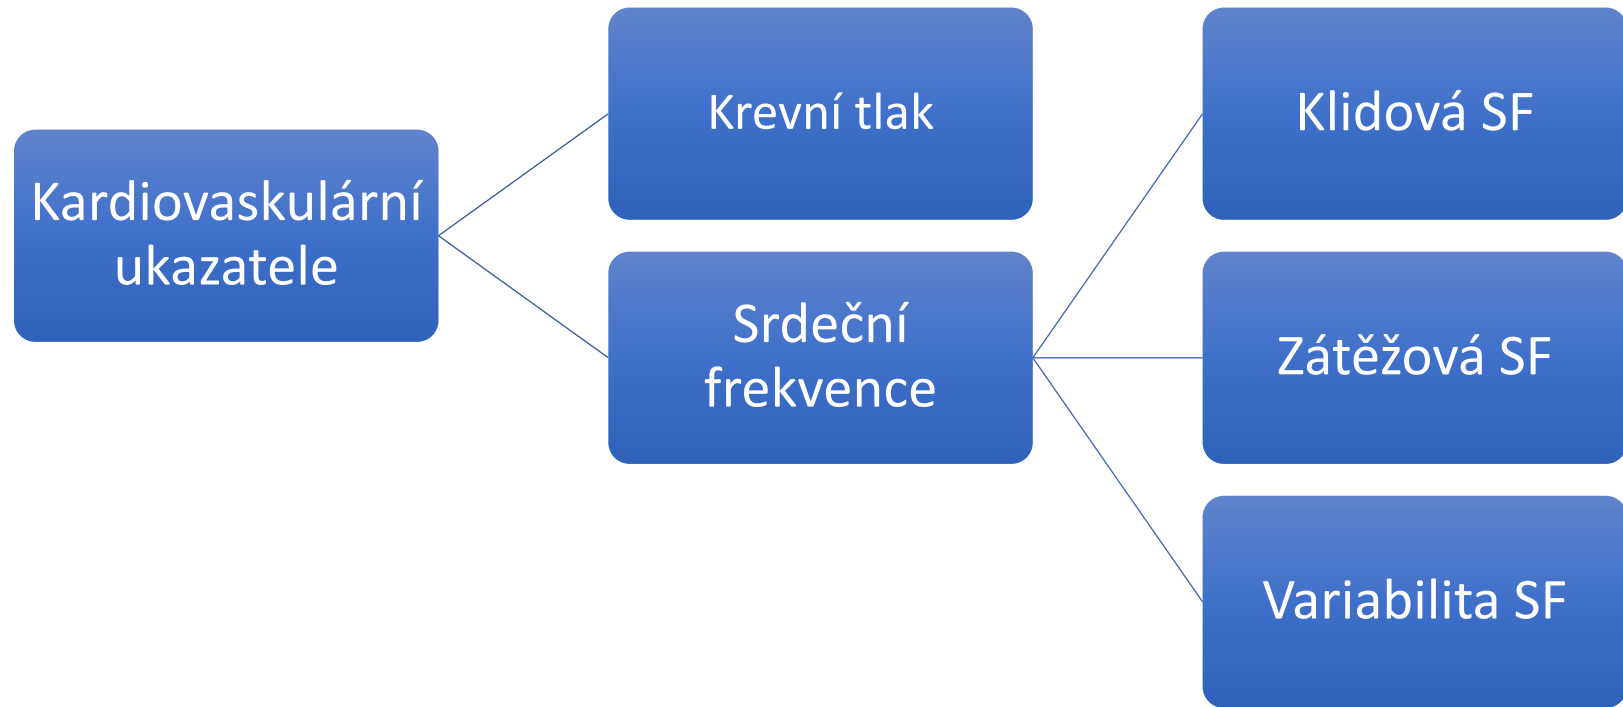 Kardiovaskulární
ukazatele
Krevní tlak
Srdeční
frekvence
Klidová SF
Zátěžová SF
Variabilita SF